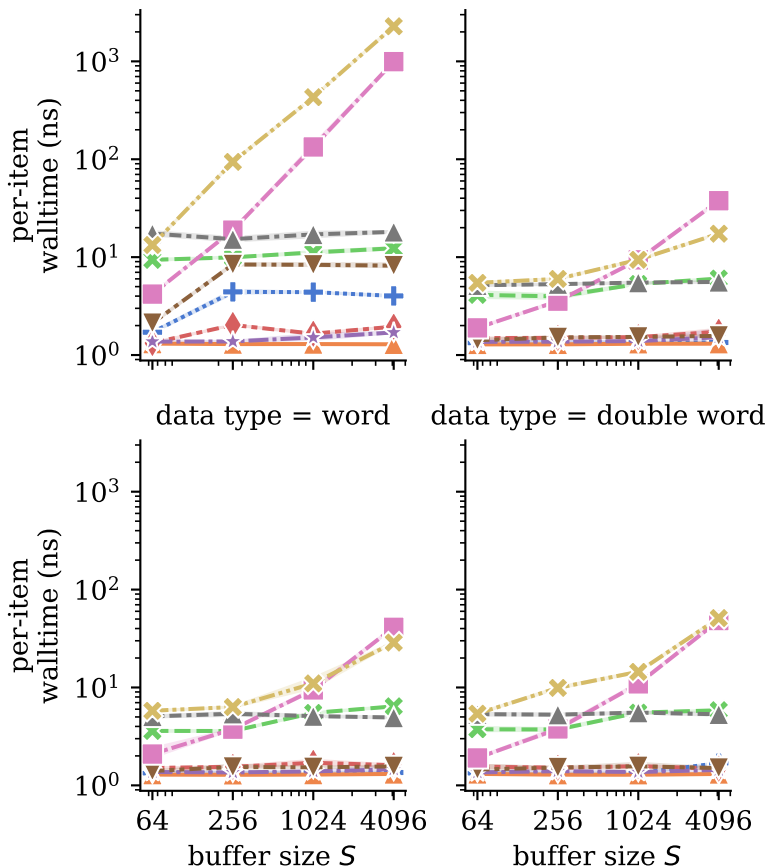 10³
10²
10¹
10⁰
per-item
walltime (ns)
data type = word
data type = double word
10³
10²
10¹
10⁰
per-item
walltime (ns)
64 256 1024 4096
64 256 1024 4096
buffer size S
buffer size S